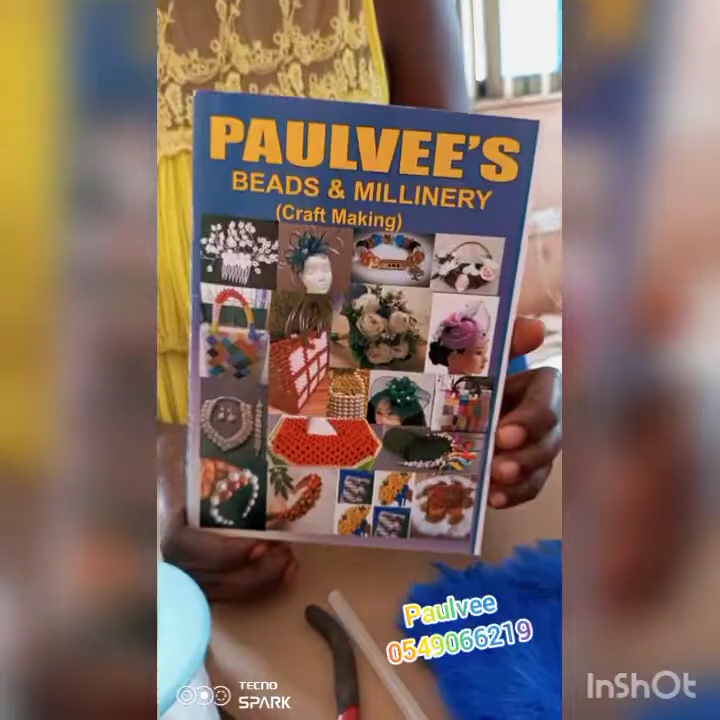 PAULVEE'S
BEADS & MILLINERY
(Craft Making)
Paulvee
0549066219
TECNO
SPARK
InShOt